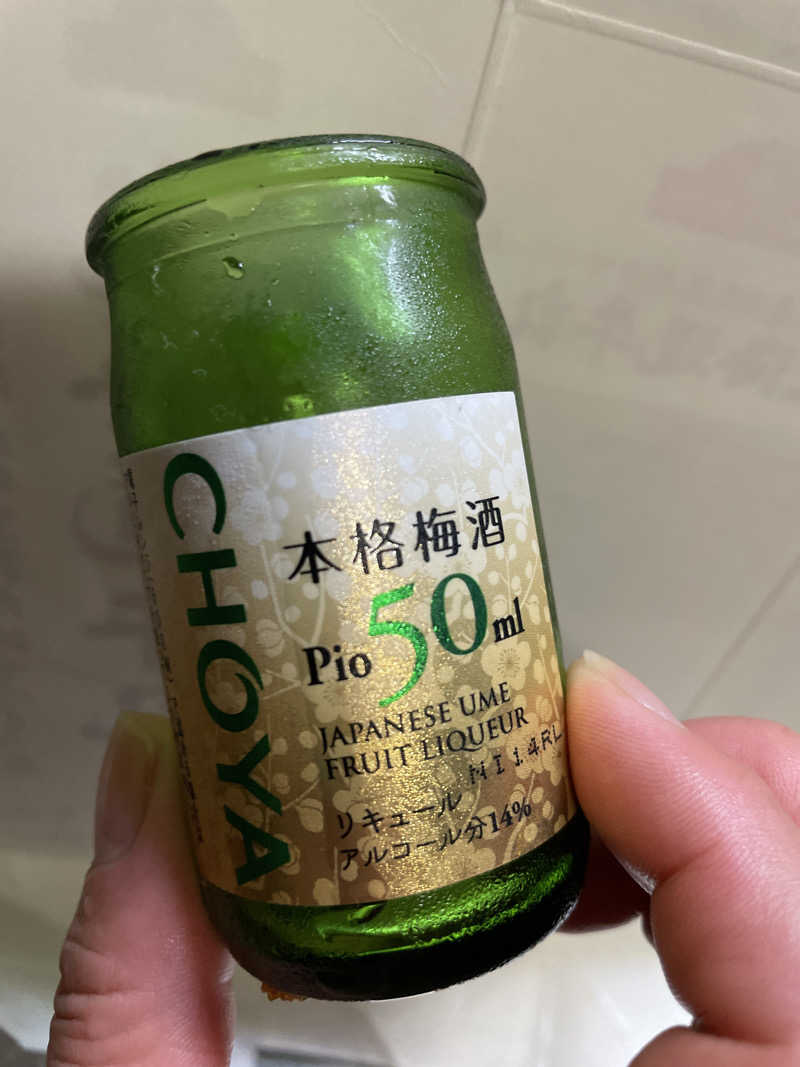 CHOYA
本格梅酒
Pio 50ml
JAPANESE UME
FRUIT LIQUEUR
NI14RL
リキュール
アルコール分14%